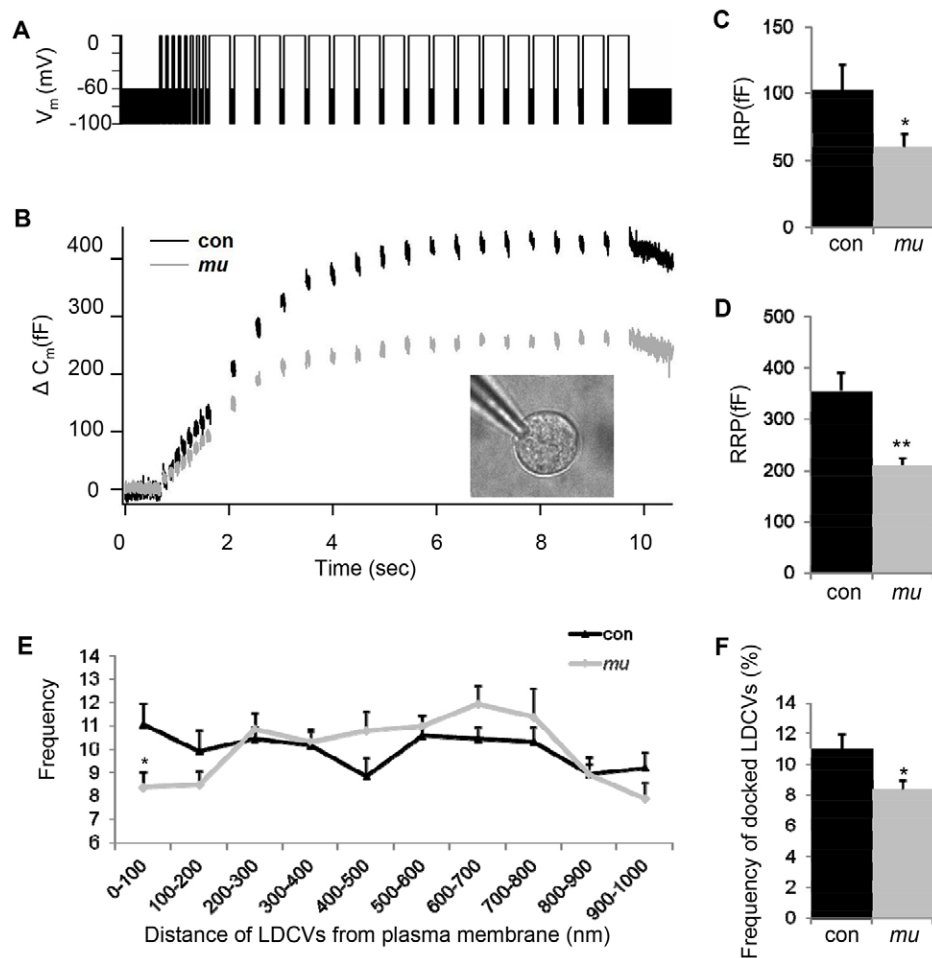 A
V_m (mV)
0
-60
-100
B
con
mu
Δ C_m(fF)
400
300
200
100
0
0 2 4 6 8 10
Time (sec)
C
IRP(fF)
150
100
50
0
*
con mu
D
RRP(fF)
500
400
300
200
100
0
**
con mu
E
Frequency
con
mu
14
13
12
11
10
9
8
7
6
*
0-100 100-200 200-300 300-400 400-500 500-600 600-700 700-800 800-900 900-1000
Distance of LDCVs from plasma membrane (nm)
F
Frequency of docked LDCVs (%)
14
12
10
8
6
4
2
0
*
con mu